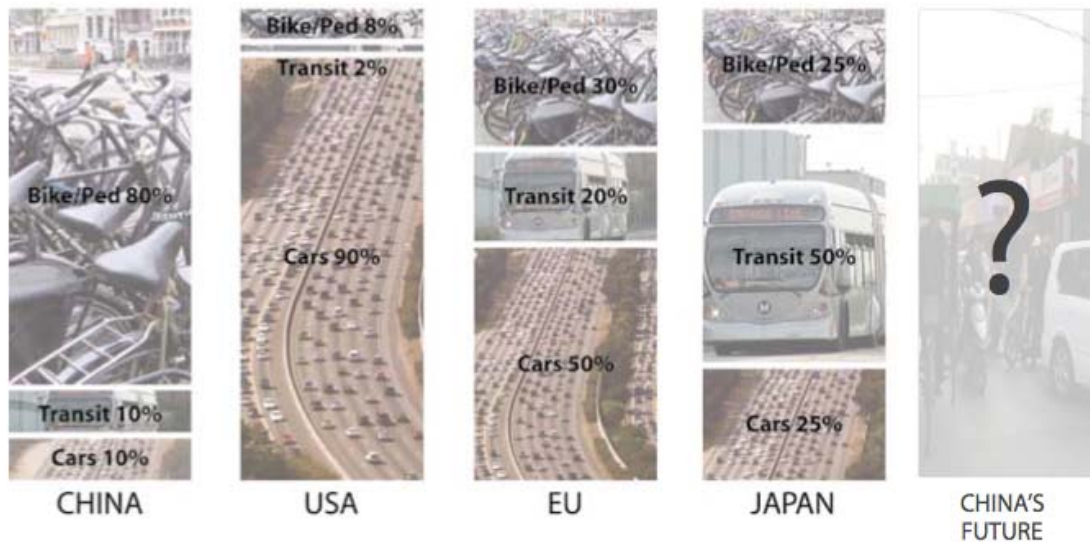 Bike/Ped 80%
Transit 10%
Cars 10%
CHINA
Bike/Ped 8%
Transit 2%
Cars 90%
USA
Bike/Ped 30%
Transit 20%
Cars 50%
EU
Bike/Ped 25%
Transit 50%
Cars 25%
JAPAN
?
CHINA'S
FUTURE